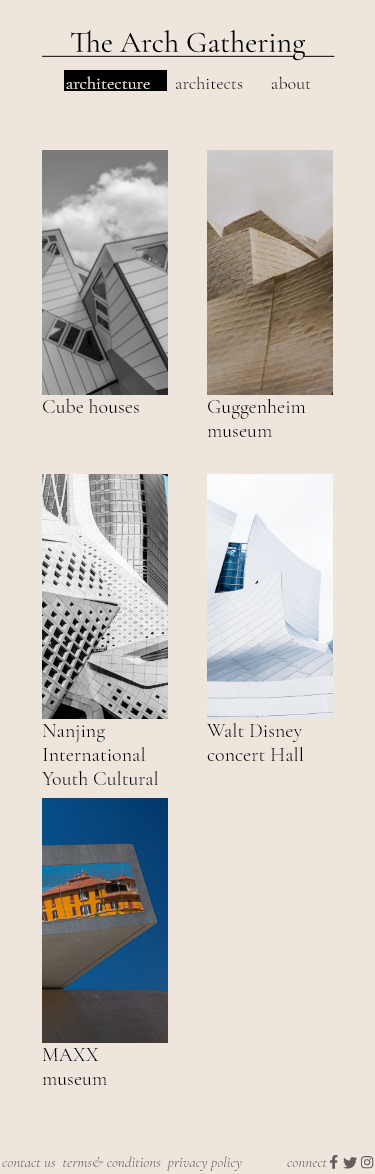 The Arch Gathering
architecture architects about
Cube houses
Guggenheim
museum
Nanjing
International
Youth Cultural
Walt Disney
concert Hall
MAXX
museum
contact us terms& conditions privacy policy connect